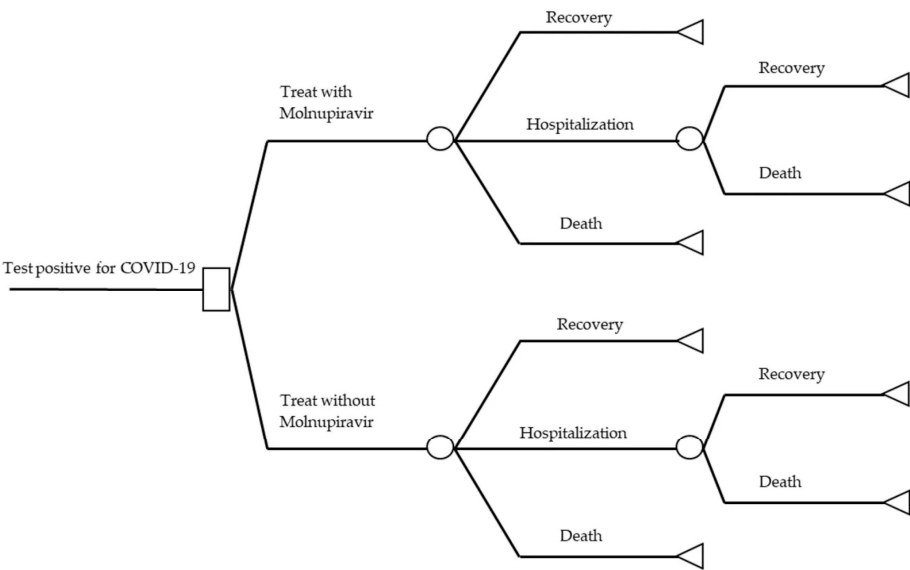 Recovery
Recovery
Treat with
Molnupiravir
Hospitalization
Death
Death
Test positive for COVID-19
Recovery
Recovery
Treat without
Molnupiravir
Hospitalization
Death
Death